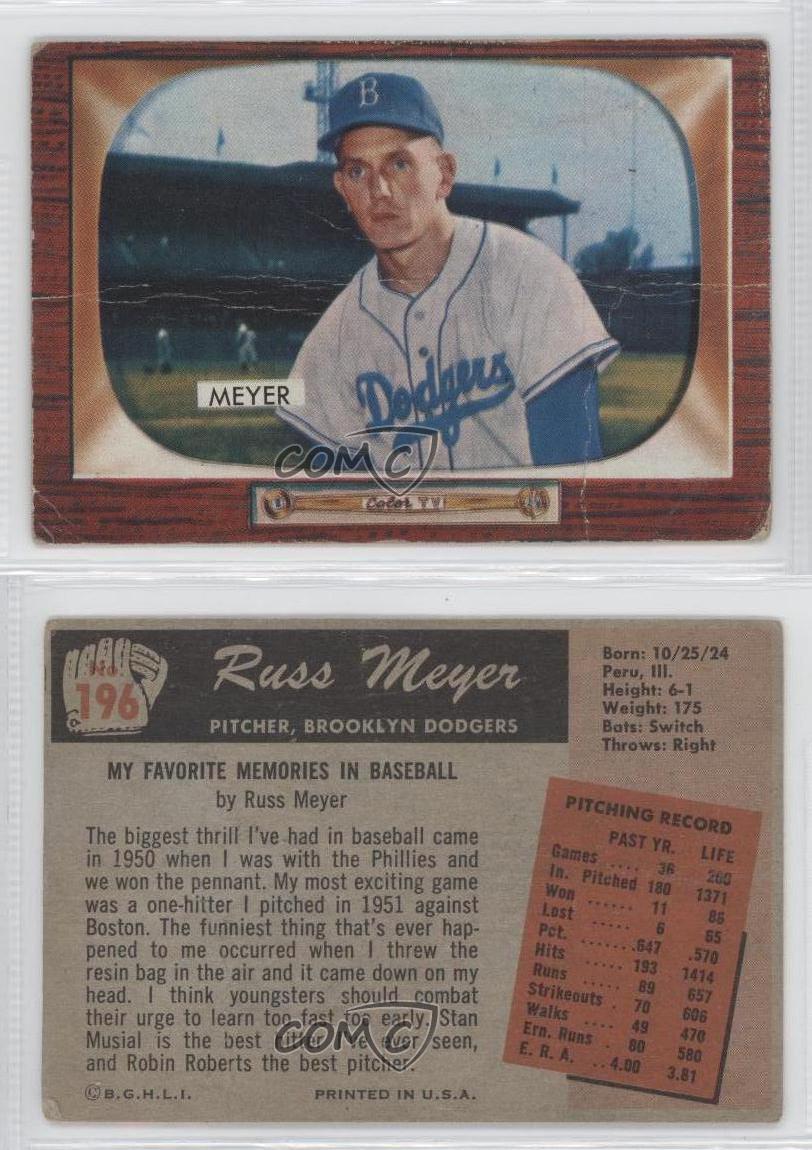 B
Dodgers
MEYER
COMC
Color TV
No.
196
Russ Meyer
PITCHER, BROOKLYN DODGERS
Born: 10/25/24
Peru, Ill.
Height: 6-1
Weight: 175
Bats: Switch
Throws: Right
MY FAVORITE MEMORIES IN BASEBALL
by Russ Meyer
The biggest thrill I've had in baseball came
in 1950 when I was with the Phillies and
we won the pennant. My most exciting game
was a one-hitter I pitched in 1951 against
Boston. The funniest thing that's ever hap-
pened to me occurred when I threw the
resin bag in the air and it came down on my
head. I think youngsters should combat
their urge to learn too fast too early. Stan
Musial is the best hitter I've ever seen,
and Robin Roberts the best pitcher.
COMC
PITCHING RECORD
PAST YR. LIFE
Games .... 36 260
In. Pitched 180 1371
Won ...... 11 86
Lost ..... 6 65
Pct. .......647 .570
Hits ..... 193 1414
Runs ..... 89 657
Strikeouts . 70 606
Walks .... 49 470
Ern. Runs . 80 580
E. R. A. ..4.00 3.81
© B.G.H.L.I. PRINTED IN U.S.A.